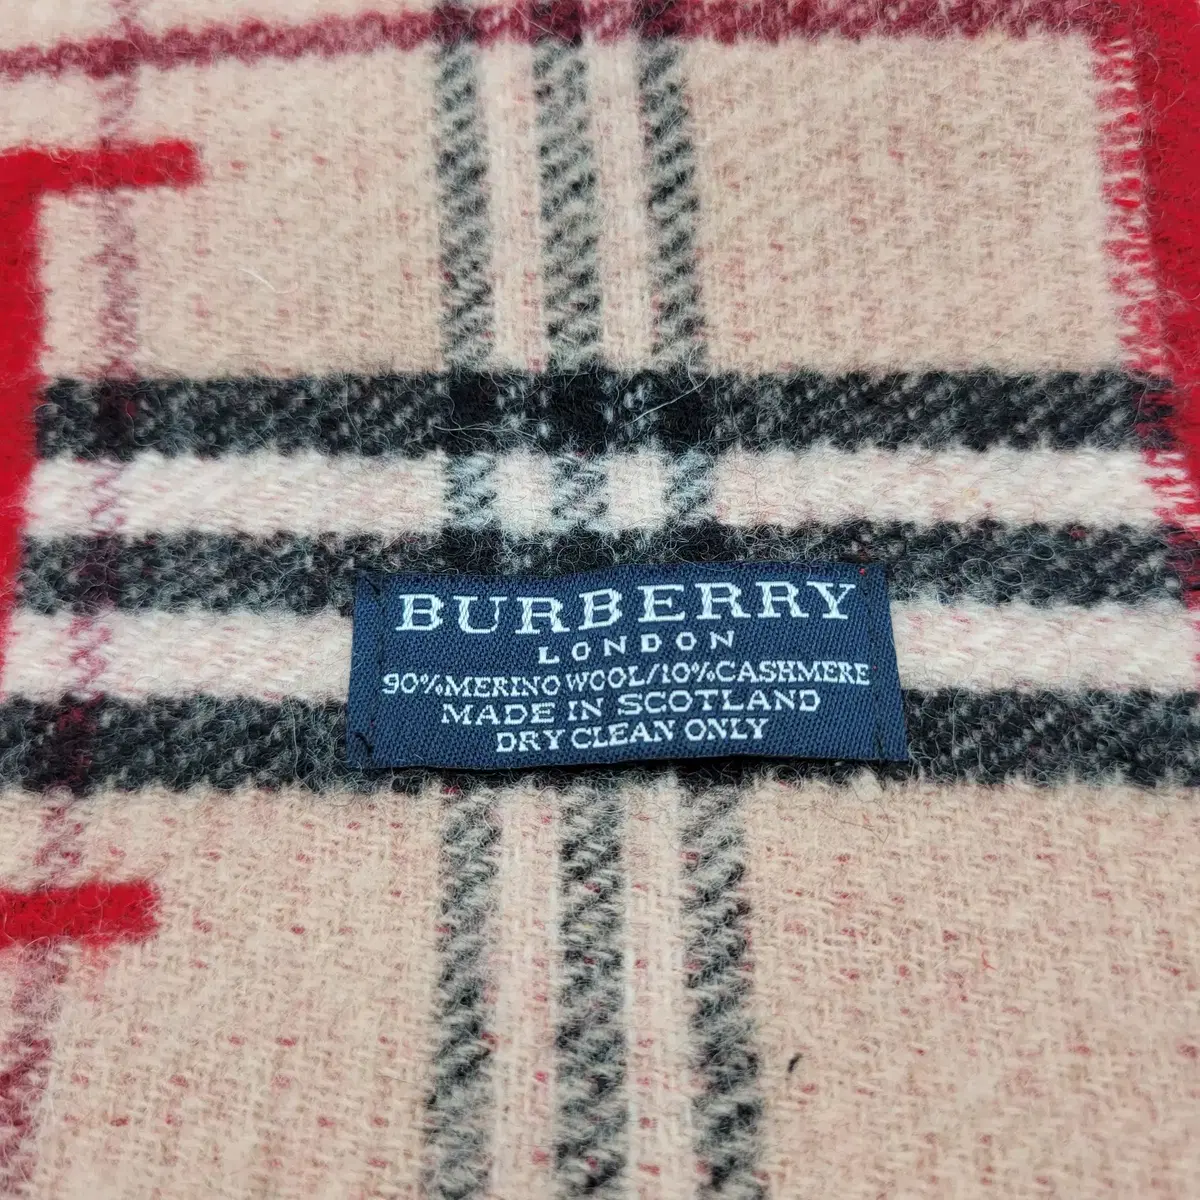 BURBERRY
LONDON
90%MERINO WOOL/10%CASHMERE
MADE IN SCOTLAND
DRY CLEAN ONLY